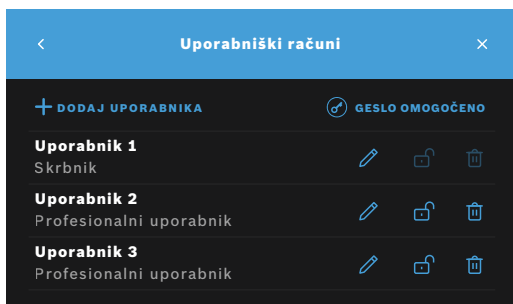 Uporabniški računi
DODAJ UPORABNIKA
GESLO OMOGOČENO
Uporabnik 1
Skrbnik
Uporabnik 2
Profesionalni uporabnik
Uporabnik 3
Profesionalni uporabnik